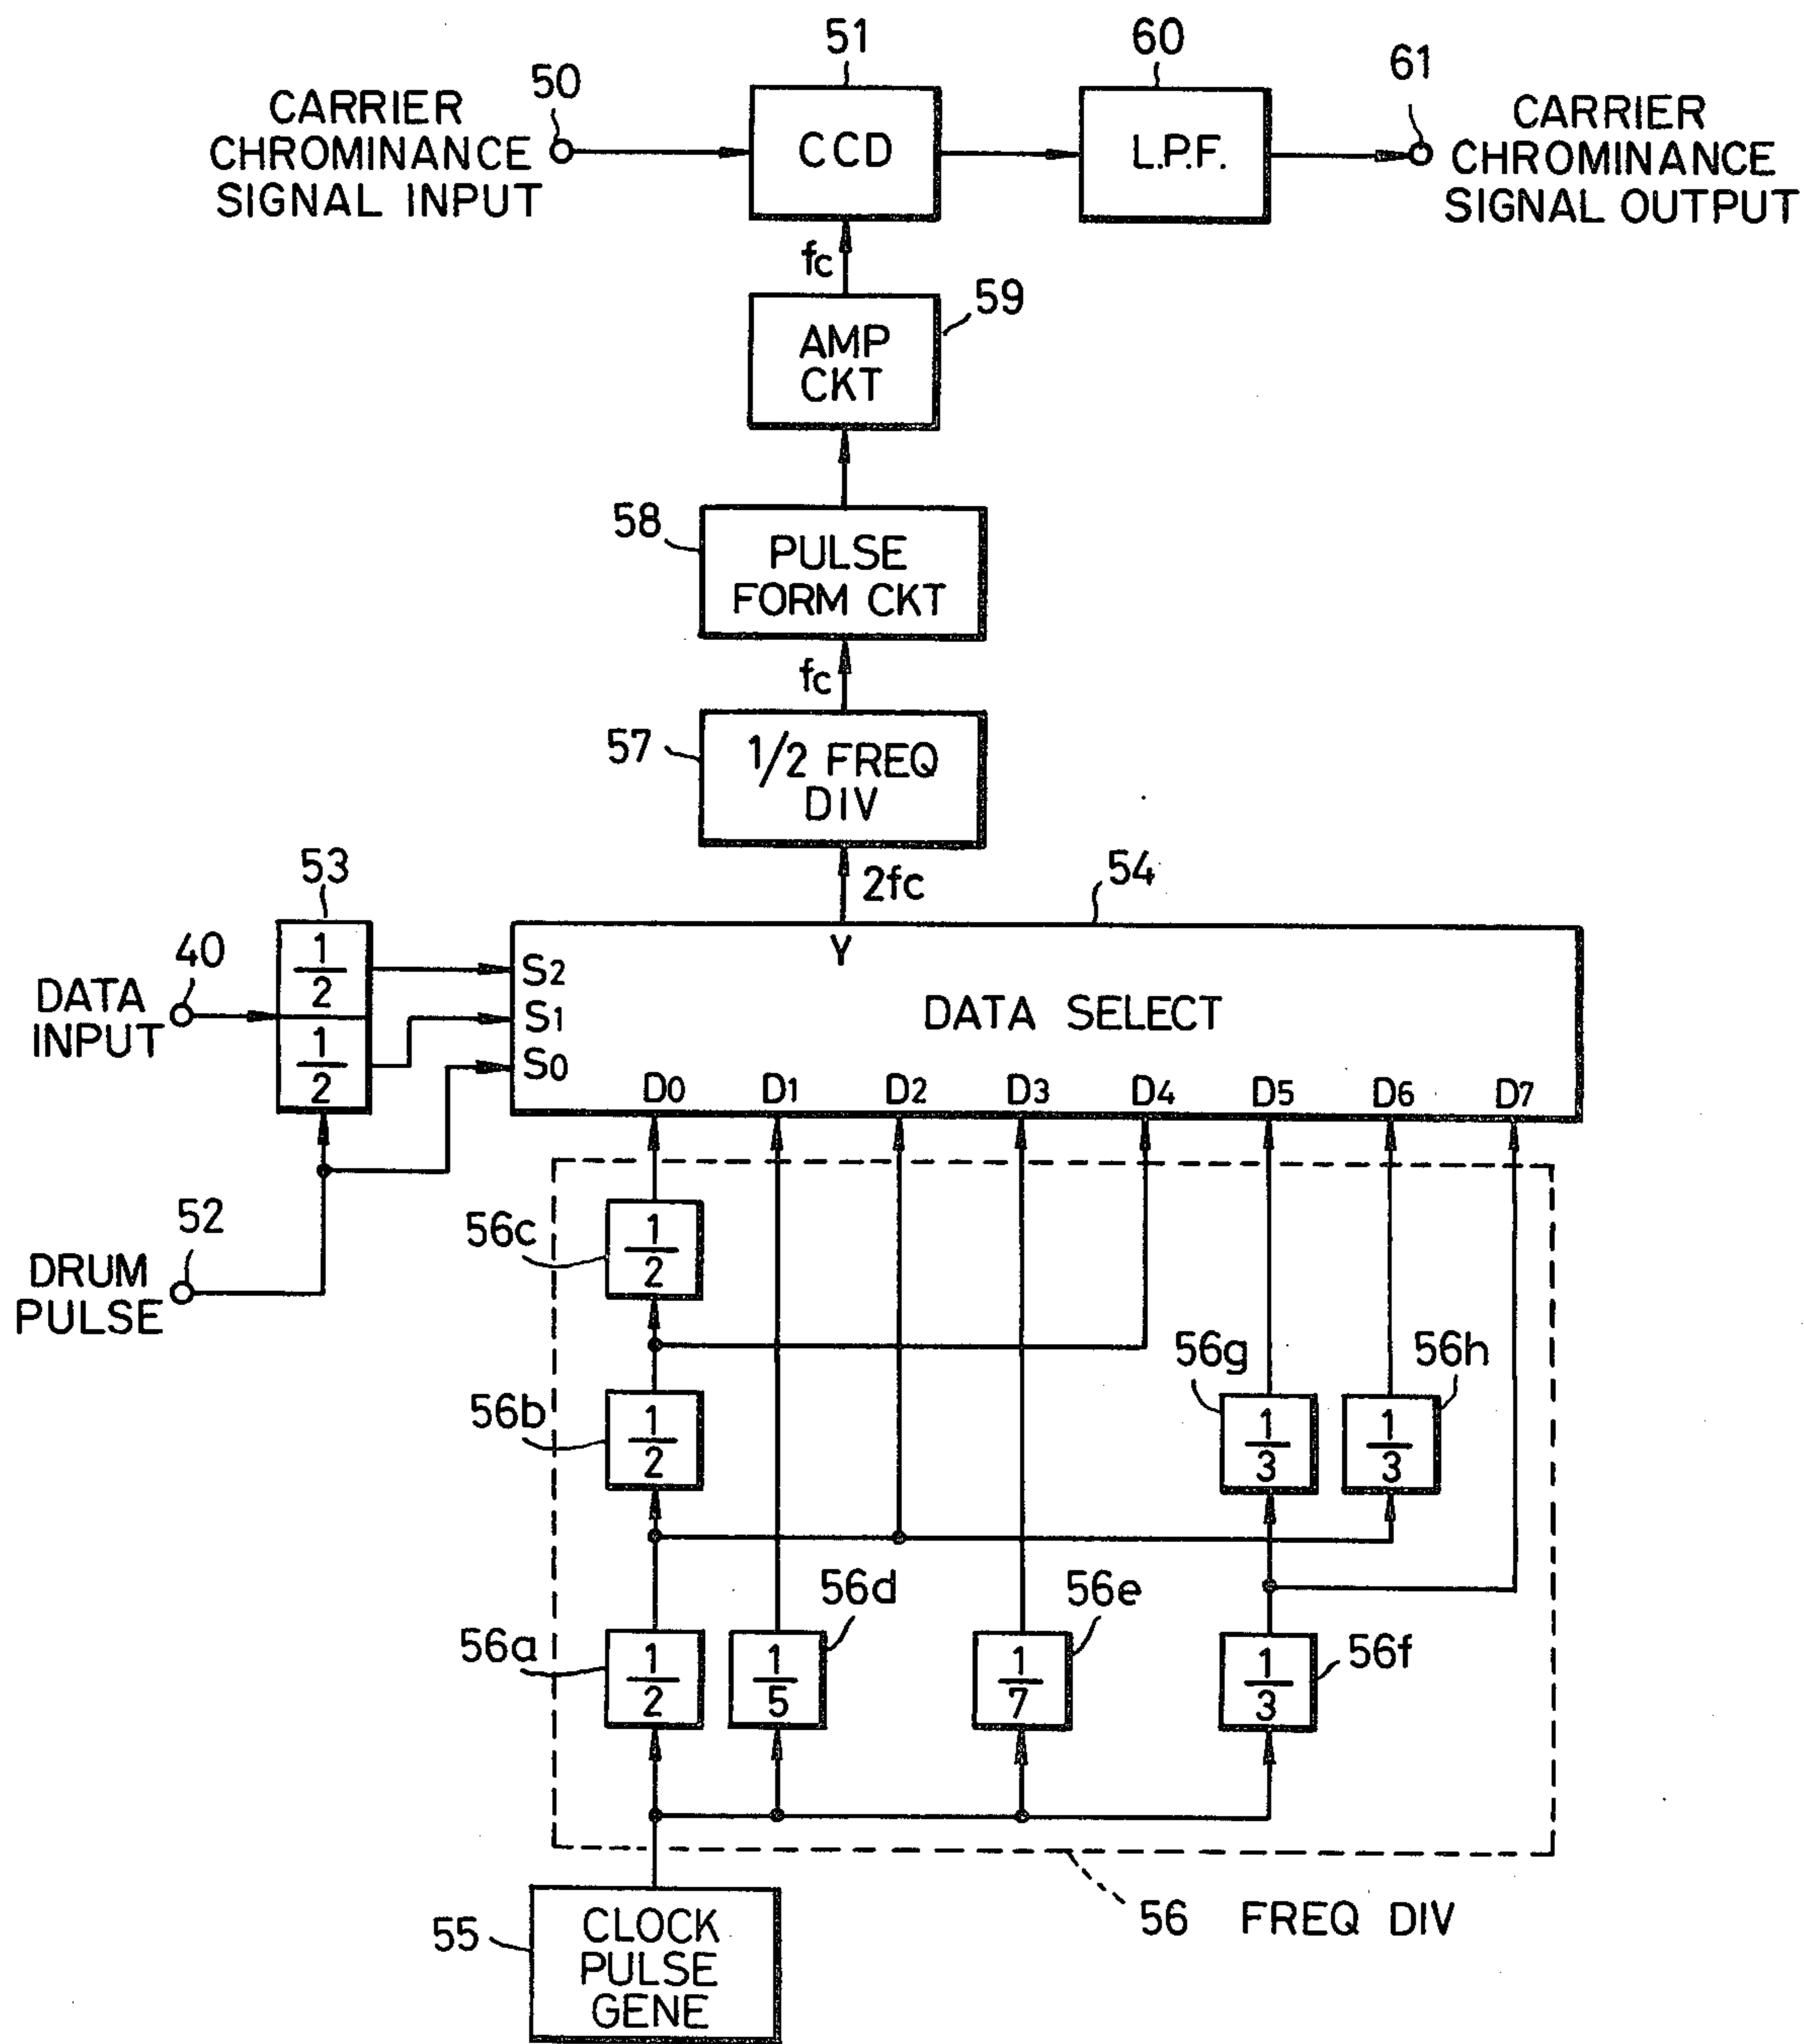 51
60
61
50
CARRIER
CHROMINANCE
SIGNAL INPUT
CCD
L.P.F.
CARRIER
CHROMINANCE
SIGNAL OUTPUT
fc
59
AMP
CKT
58
PULSE
FORM CKT
fc
57
1/2 FREQ
DIV
2fc
53
54
40
DATA
INPUT
1/2
1/2
S2
S1
S0
Y
DATA SELECT
D0 D1 D2 D3 D4 D5 D6 D7
52
DRUM
PULSE
56c
1/2
56b
1/2
56g
1/3
56h
1/3
56a
1/2
56d
1/5
56e
1/7
56f
1/3
55
CLOCK
PULSE
GENE
56 FREQ DIV